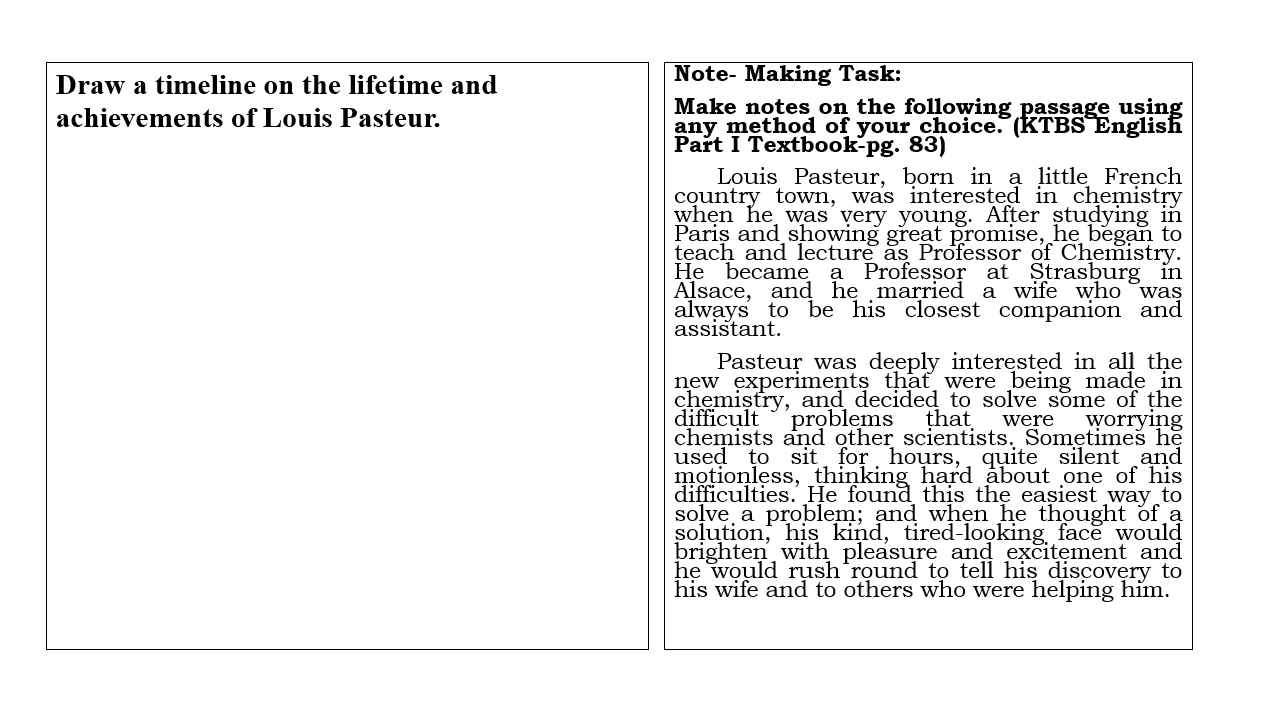 Draw a timeline on the lifetime and
achievements of Louis Pasteur.
Note- Making Task:
Make notes on the following passage using
any method of your choice. (KTBS English
Part I Textbook-pg. 83)
Louis Pasteur, born in a little French
country town, was interested in chemistry
when he was very young. After studying in
Paris and showing great promise, he began to
teach and lecture as Professor of Chemistry.
He became a Professor at Strasburg in
Alsace, and he married a wife who was
always to be his closest companion and
assistant.
Pasteur was deeply interested in all the
new experiments that were being made in
chemistry, and decided to solve some of the
difficult problems that were worrying
chemists and other scientists. Sometimes he
used to sit for hours, quite silent and
motionless, thinking hard about one of his
difficulties. He found this the easiest way to
solve a problem; and when he thought of a
solution, his kind, tired-looking face would
brighten with pleasure and excitement and
he would rush round to tell his discovery to
his wife and to others who were helping him.